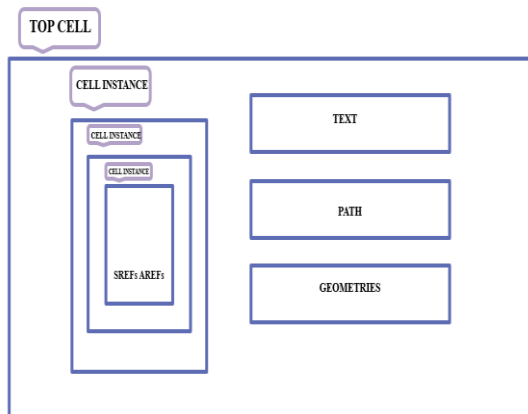 TOP CELL
CELL INSTANCE
CELL INSTANCE
CELL INSTANCE
SREFs AREFs
TEXT
PATH
GEOMETRIES